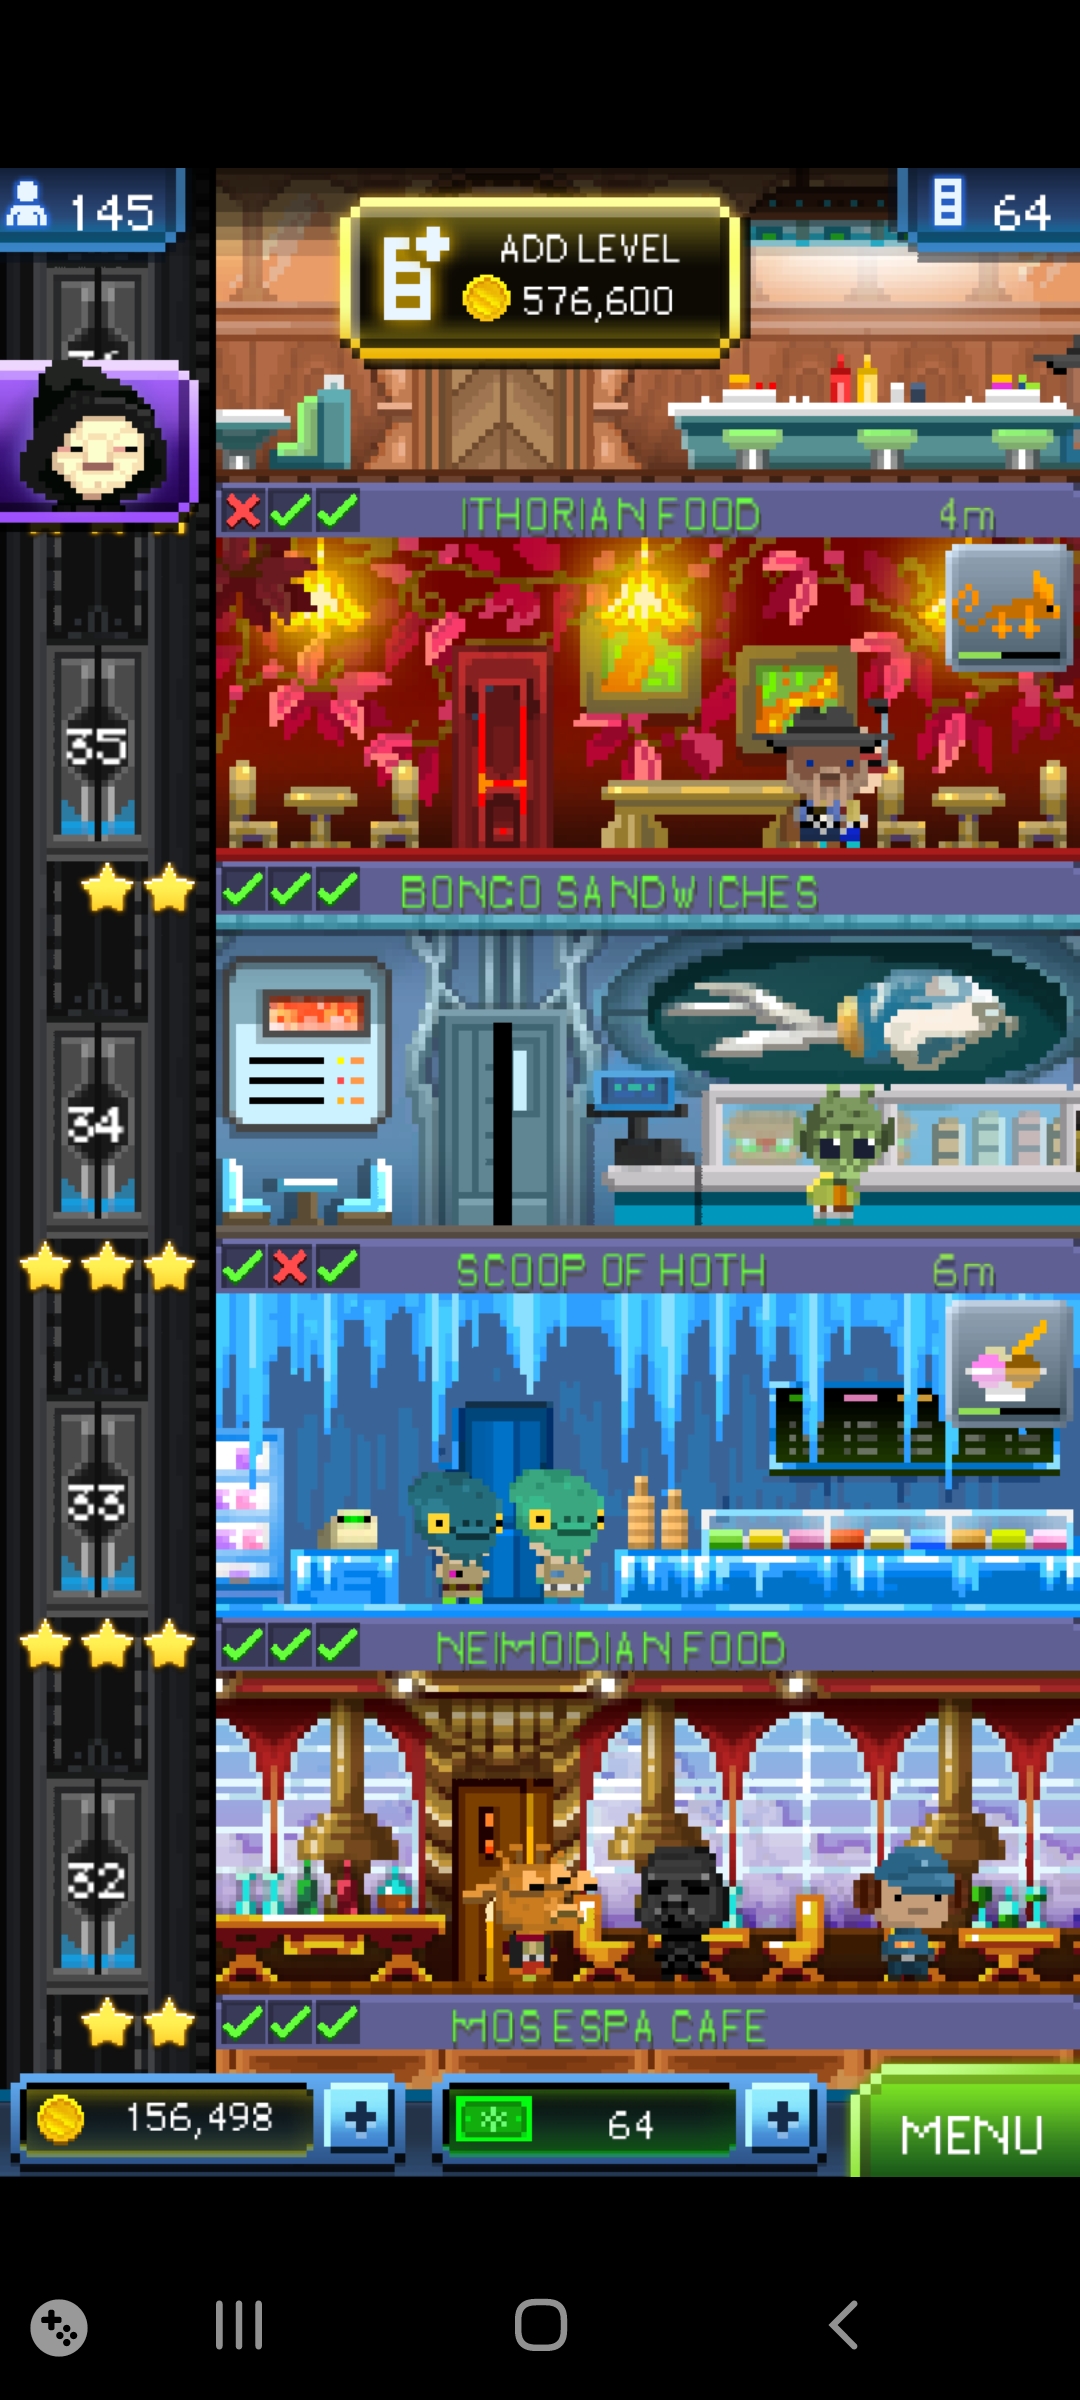 145
ADD LEVEL
576,600
64
ITHORIAN FOOD 4m
35
BONGO SANDWICHES
34
SCOOP OF HOTH 6m
33
NEIMOIDIAN FOOD
32
MOS ESPA CAFE
156,498
64
MENU